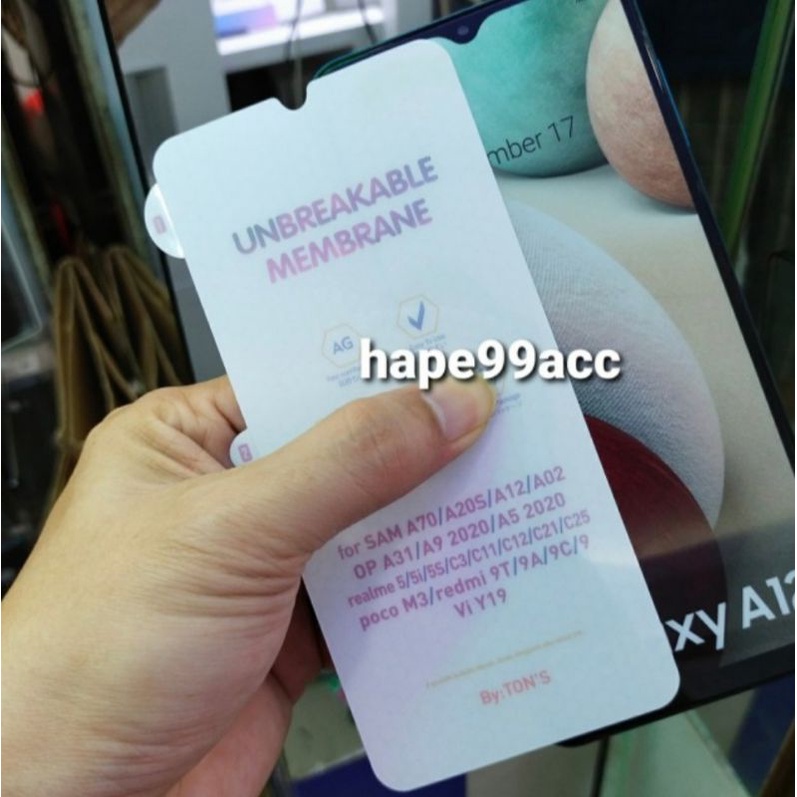 mber 17
UNBREAKABLE
MEMBRANE
AG
hape99acc
for SAM A70/A20S/A12/A02
OP A31/A9 2020/A5 2020
realme 5/5i/5S/C3/C11/C12/C21/C25
poco M3/redmi 9T/9A/9C/9
Vi Y19
xy A12
By:TON'S